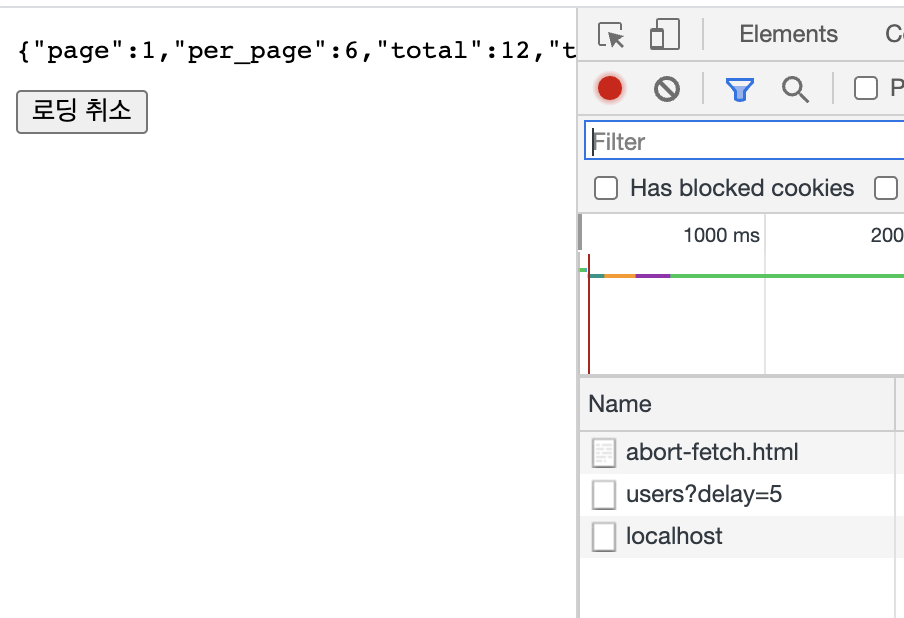 {"page":1,"per_page":6,"total":12,"t
로딩 취소
Elements
Filter
Has blocked cookies
1000 ms 200
Name
abort-fetch.html
users?delay=5
localhost